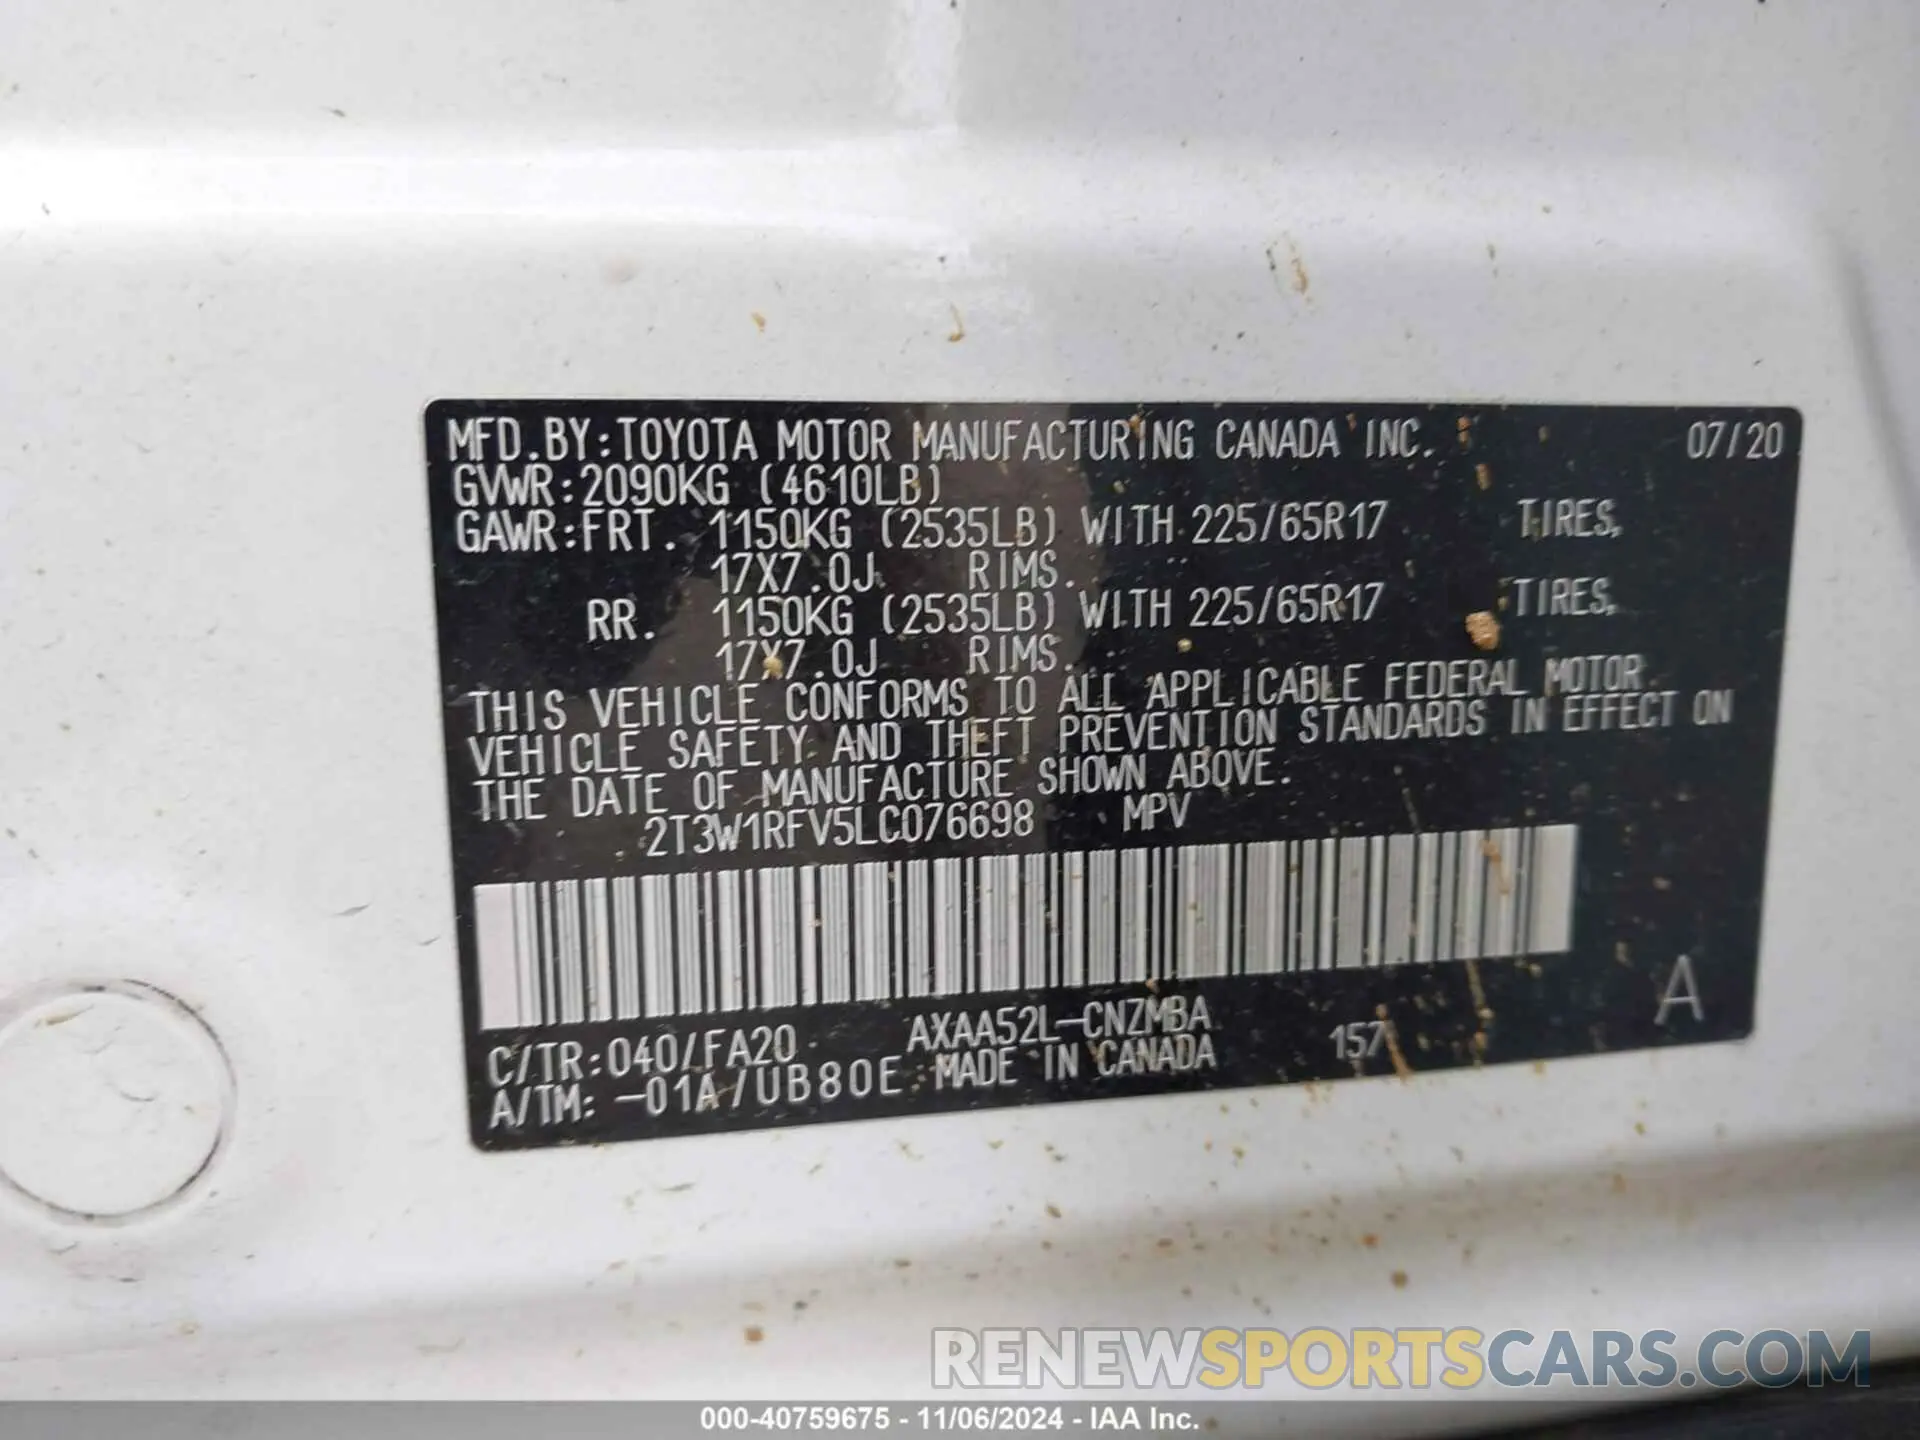 MFD.BY:TOYOTA MOTOR MANUFACTURING CANADA INC. 07/20
GVWR:2090KG (4610LB)
GAWR:FRT. 1150KG (2535LB) WITH 225/65R17 TIRES,
17X7.0J RIMS.
RR. 1150KG (2535LB) WITH 225/65R17 TIRES,
17X7.0J RIMS.
THIS VEHICLE CONFORMS TO ALL APPLICABLE FEDERAL MOTOR
VEHICLE SAFETY AND THEFT PREVENTION STANDARDS IN EFFECT ON
THE DATE OF MANUFACTURE SHOWN ABOVE.
2T3W1RFV5LC076698 MPV
A
C/TR:040/FA20 AXAA52L-CNZMBA 157
A/TM: -01A/UB80E MADE IN CANADA
RENEWSPORTSCARS.COM
000-40759675 - 11/06/2024 - IAA Inc.